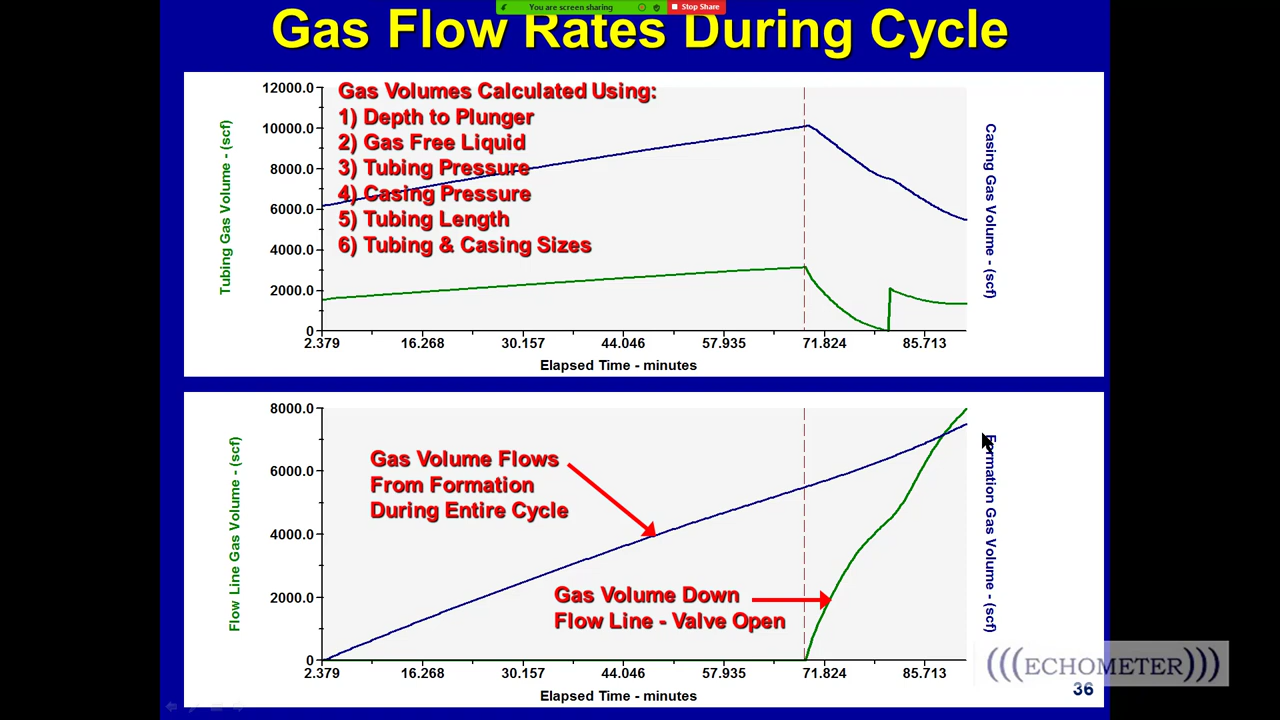 You are screen sharing
Stop Share
Gas Flow Rates During Cycle
Gas Volumes Calculated Using:
1) Depth to Plunger
2) Gas Free Liquid
3) Tubing Pressure
4) Casing Pressure
5) Tubing Length
6) Tubing & Casing Sizes
Tubing Gas Volume - (scf)
12000.0
10000.0
8000.0
6000.0
4000.0
2000.0
0
Casing Gas Volume - (scf)
2.379 16.268 30.157 44.046 57.935 71.824 85.713
Elapsed Time - minutes
Flow Line Gas Volume - (scf)
8000.0
6000.0
4000.0
2000.0
0
Gas Volume Flows
From Formation
During Entire Cycle
Gas Volume Down
Flow Line - Valve Open
Formation Gas Volume - (scf)
2.379 16.268 30.157 44.046 57.935 71.824 85.713
Elapsed Time - minutes
(((ECHOMETER)))
36